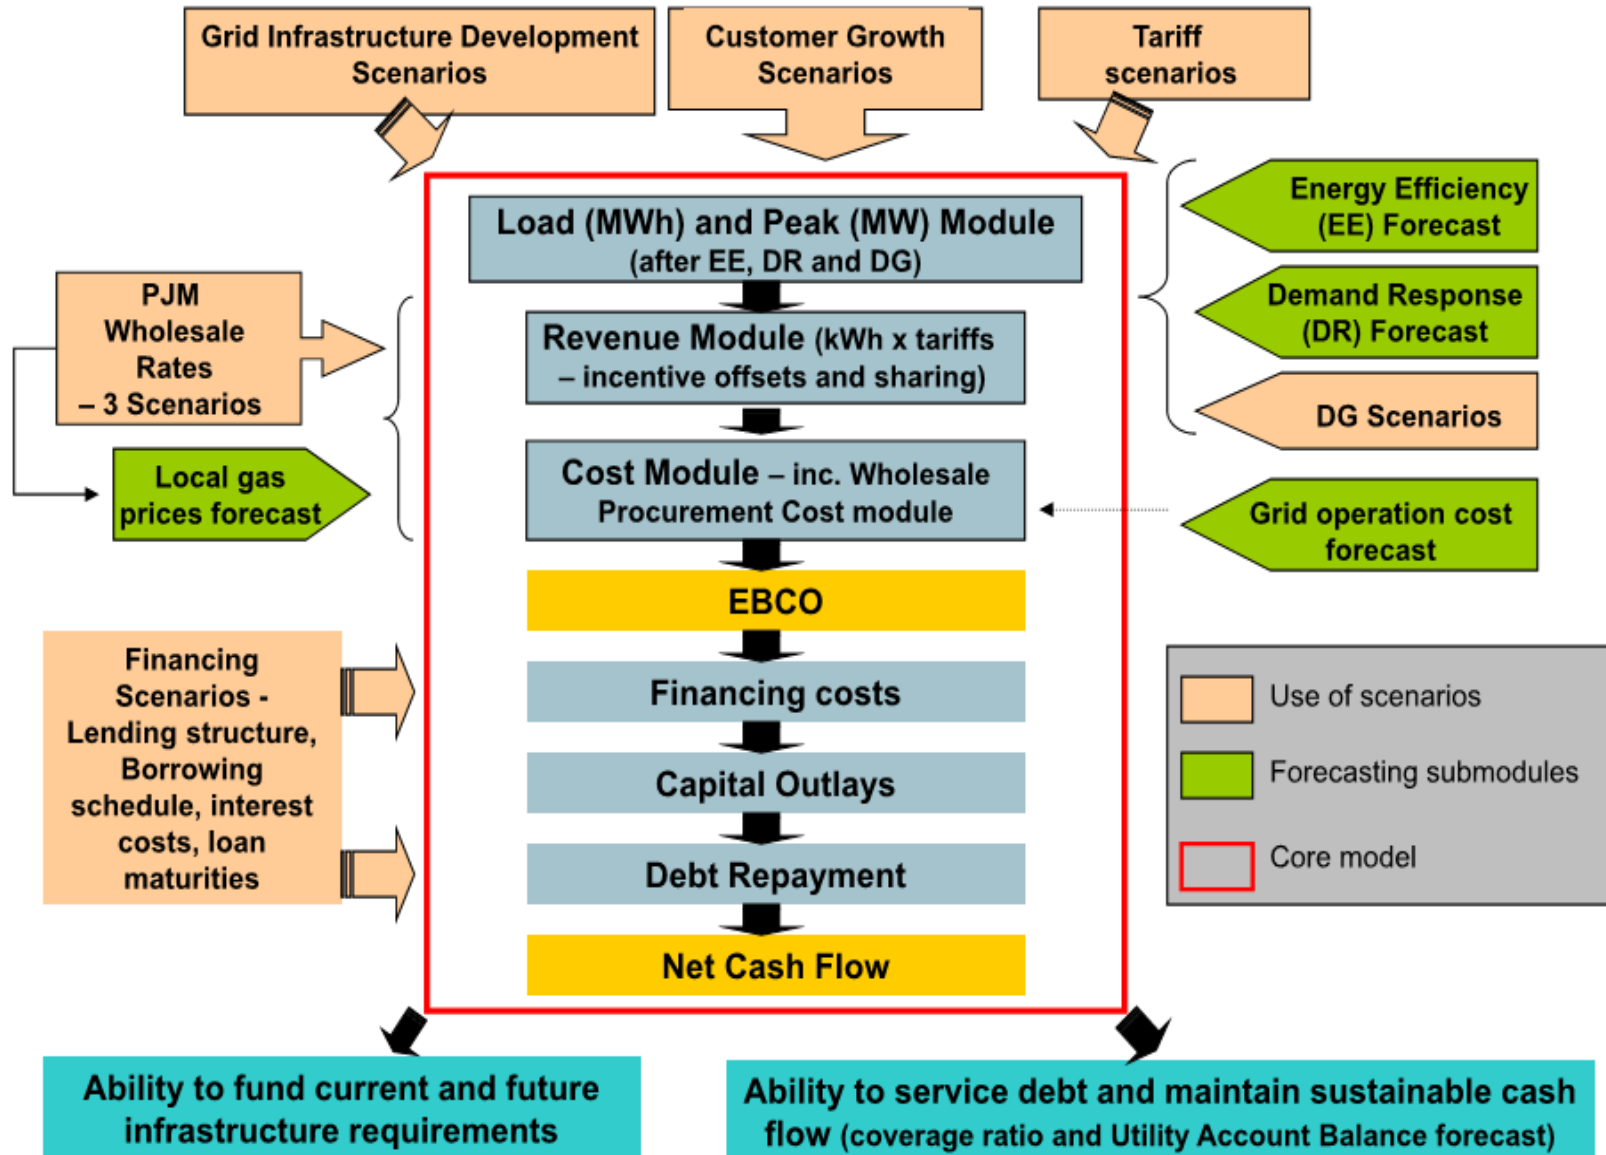 Grid Infrastructure Development
Scenarios
Customer Growth
Scenarios
Tariff
scenarios
Load (MWh) and Peak (MW) Module
(after EE, DR and DG)
Energy Efficiency
(EE) Forecast
PJM
Wholesale
Rates
– 3 Scenarios
Revenue Module (kWh x tariffs
– incentive offsets and sharing)
Demand Response
(DR) Forecast
DG Scenarios
Local gas
prices forecast
Cost Module – inc. Wholesale
Procurement Cost module
Grid operation cost
forecast
EBCO
Financing
Scenarios -
Lending structure,
Borrowing
schedule, interest
costs, loan
maturities
Financing costs
Capital Outlays
Debt Repayment
Net Cash Flow
Use of scenarios
Forecasting submodules
Core model
Ability to fund current and future
infrastructure requirements
Ability to service debt and maintain sustainable cash
flow (coverage ratio and Utility Account Balance forecast)